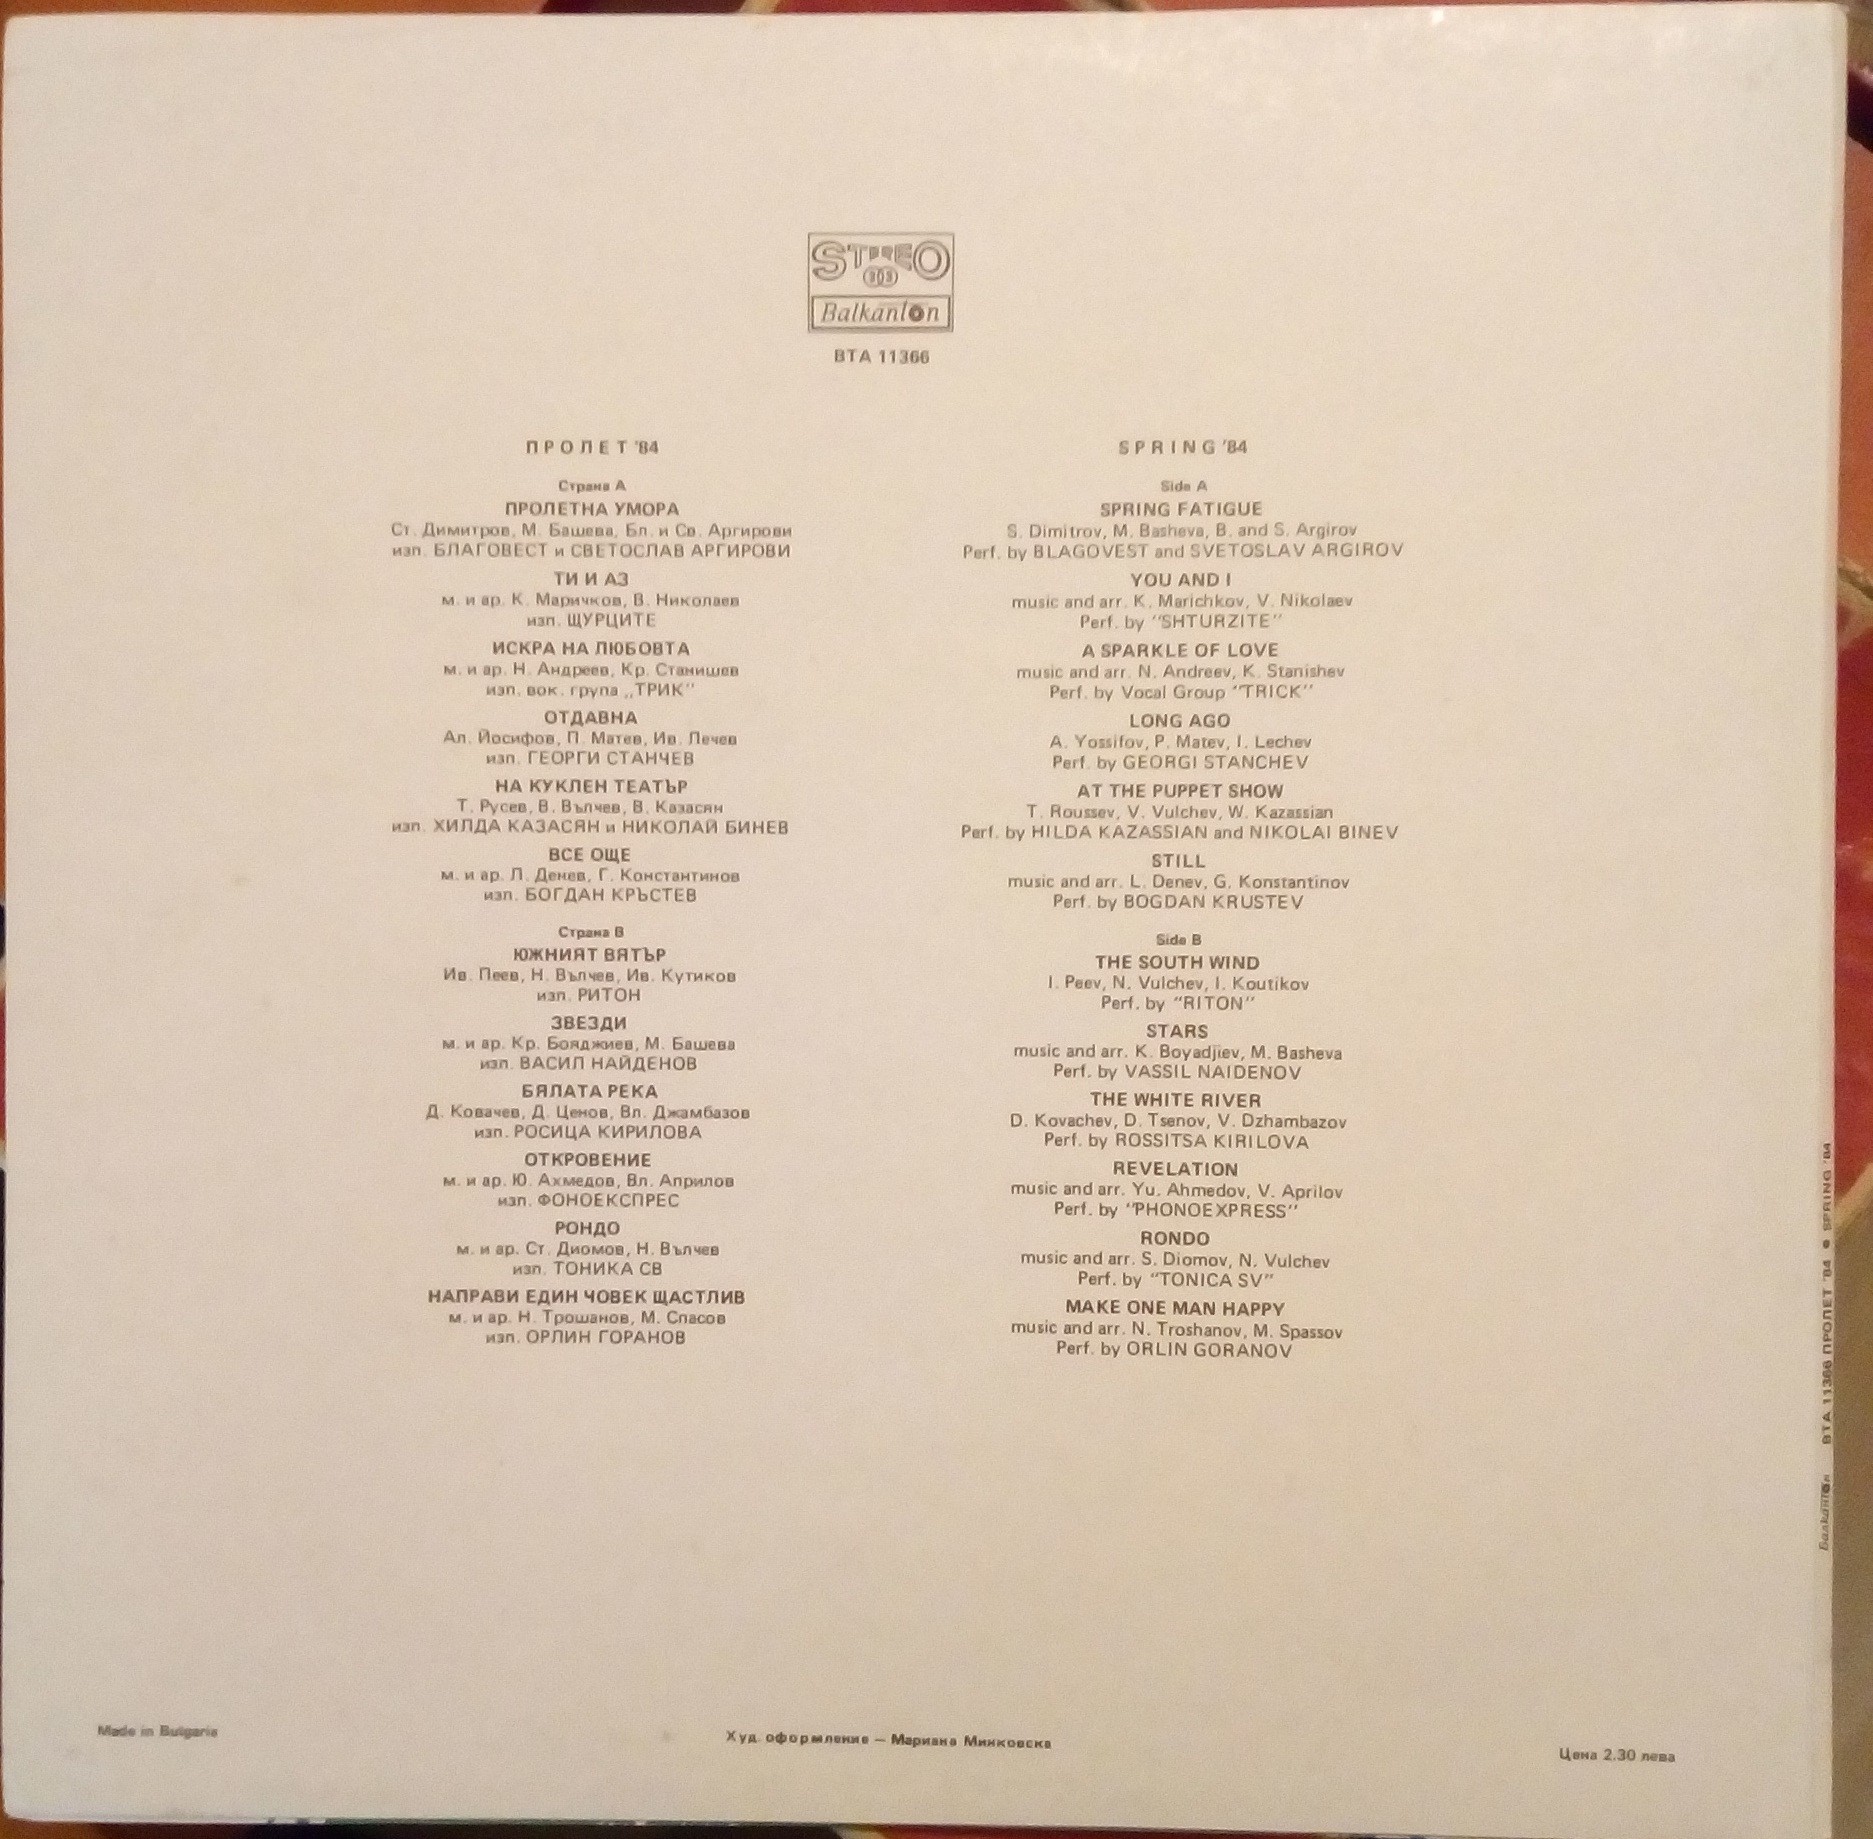 STEREO
Balkanton
ВТА 11366
ПРОЛЕТ '84
Страна А
ПРОЛЕТНА УМОРА
Ст. Димитров, М. Башева, Бл. и Св. Аргирови
изп. БЛАГОВЕСТ и СВЕТОСЛАВ АРГИРОВИ
ТИ И АЗ
м. и ар. К. Маричков, В. Николаев
изп. ЩУРЦИТЕ
ИСКРА НА ЛЮБОВТА
м. и ар. Н. Андреев, Кр. Станишев
изп. вок. група „ТРИК"
ОТДАВНА
Ал. Йосифов, П. Матев, Ив. Лечев
изп. ГЕОРГИ СТАНЧЕВ
НА КУКЛЕН ТЕАТЪР
Т. Русев, В. Вълчев, В. Казасян
изп. ХИЛДА КАЗАСЯН и НИКОЛАЙ БИНЕВ
ВСЕ ОЩЕ
м. и ар. Л. Денев, Г. Константинов
изп. БОГДАН КРЪСТЕВ
Страна В
ЮЖНИЯТ ВЯТЪР
Ив. Пеев, Н. Вълчев, Ив. Кутиков
изп. РИТОН
ЗВЕЗДИ
м. и ар. Кр. Бояджиев, М. Башева
изп. ВАСИЛ НАЙДЕНОВ
БЯЛАТА РЕКА
Д. Ковачев, Д. Ценов, Вл. Джамбазов
изп. РОСИЦА КИРИЛОВА
ОТКРОВЕНИЕ
м. и ар. Ю. Ахмедов, Вл. Априлов
изп. ФОНОЕКСПРЕС
РОНДО
м. и ар. Ст. Диомов, Н. Вълчев
изп. ТОНИКА СВ
НАПРАВИ ЕДИН ЧОВЕК ЩАСТЛИВ
м. и ар. Н. Трошанов, М. Спасов
изп. ОРЛИН ГОРАНОВ
SPRING '84
Side A
SPRING FATIGUE
S. Dimitrov, M. Basheva, B. and S. Argirov
Perf. by BLAGOVEST and SVETOSLAV ARGIROV
YOU AND I
music and arr. K. Marichkov, V. Nikolaev
Perf. by "SHTURZITE"
A SPARKLE OF LOVE
music and arr. N. Andreev, K. Stanishev
Perf. by Vocal Group "TRICK"
LONG AGO
A. Yossifov, P. Matev, I. Lechev
Perf. by GEORGI STANCHEV
AT THE PUPPET SHOW
T. Roussev, V. Vulchev, W. Kazassian
Perf. by HILDA KAZASSIAN and NIKOLAI BINEV
STILL
music and arr. L. Denev, G. Konstantinov
Perf. by BOGDAN KRUSTEV
Side B
THE SOUTH WIND
I. Peev, N. Vulchev, I. Koutikov
Perf. by "RITON"
STARS
music and arr. K. Boyadjiev, M. Basheva
Perf. by VASSIL NAIDENOV
THE WHITE RIVER
D. Kovachev, D. Tsenov, V. Dzhambazov
Perf. by ROSSITSA KIRILOVA
REVELATION
music and arr. Yu. Ahmedov, V. Aprilov
Perf. by "PHONOEXPRESS"
RONDO
music and arr. S. Diomov, N. Vulchev
Perf. by "TONICA SV"
MAKE ONE MAN HAPPY
music and arr. N. Troshanov, M. Spassov
Perf. by ORLIN GORANOV
Балкантон ВТА 11366 ПРОЛЕТ '84 ● SPRING '84
Made in Bulgaria
Худ. оформление – Мариана Минковска
Цена 2.30 лева